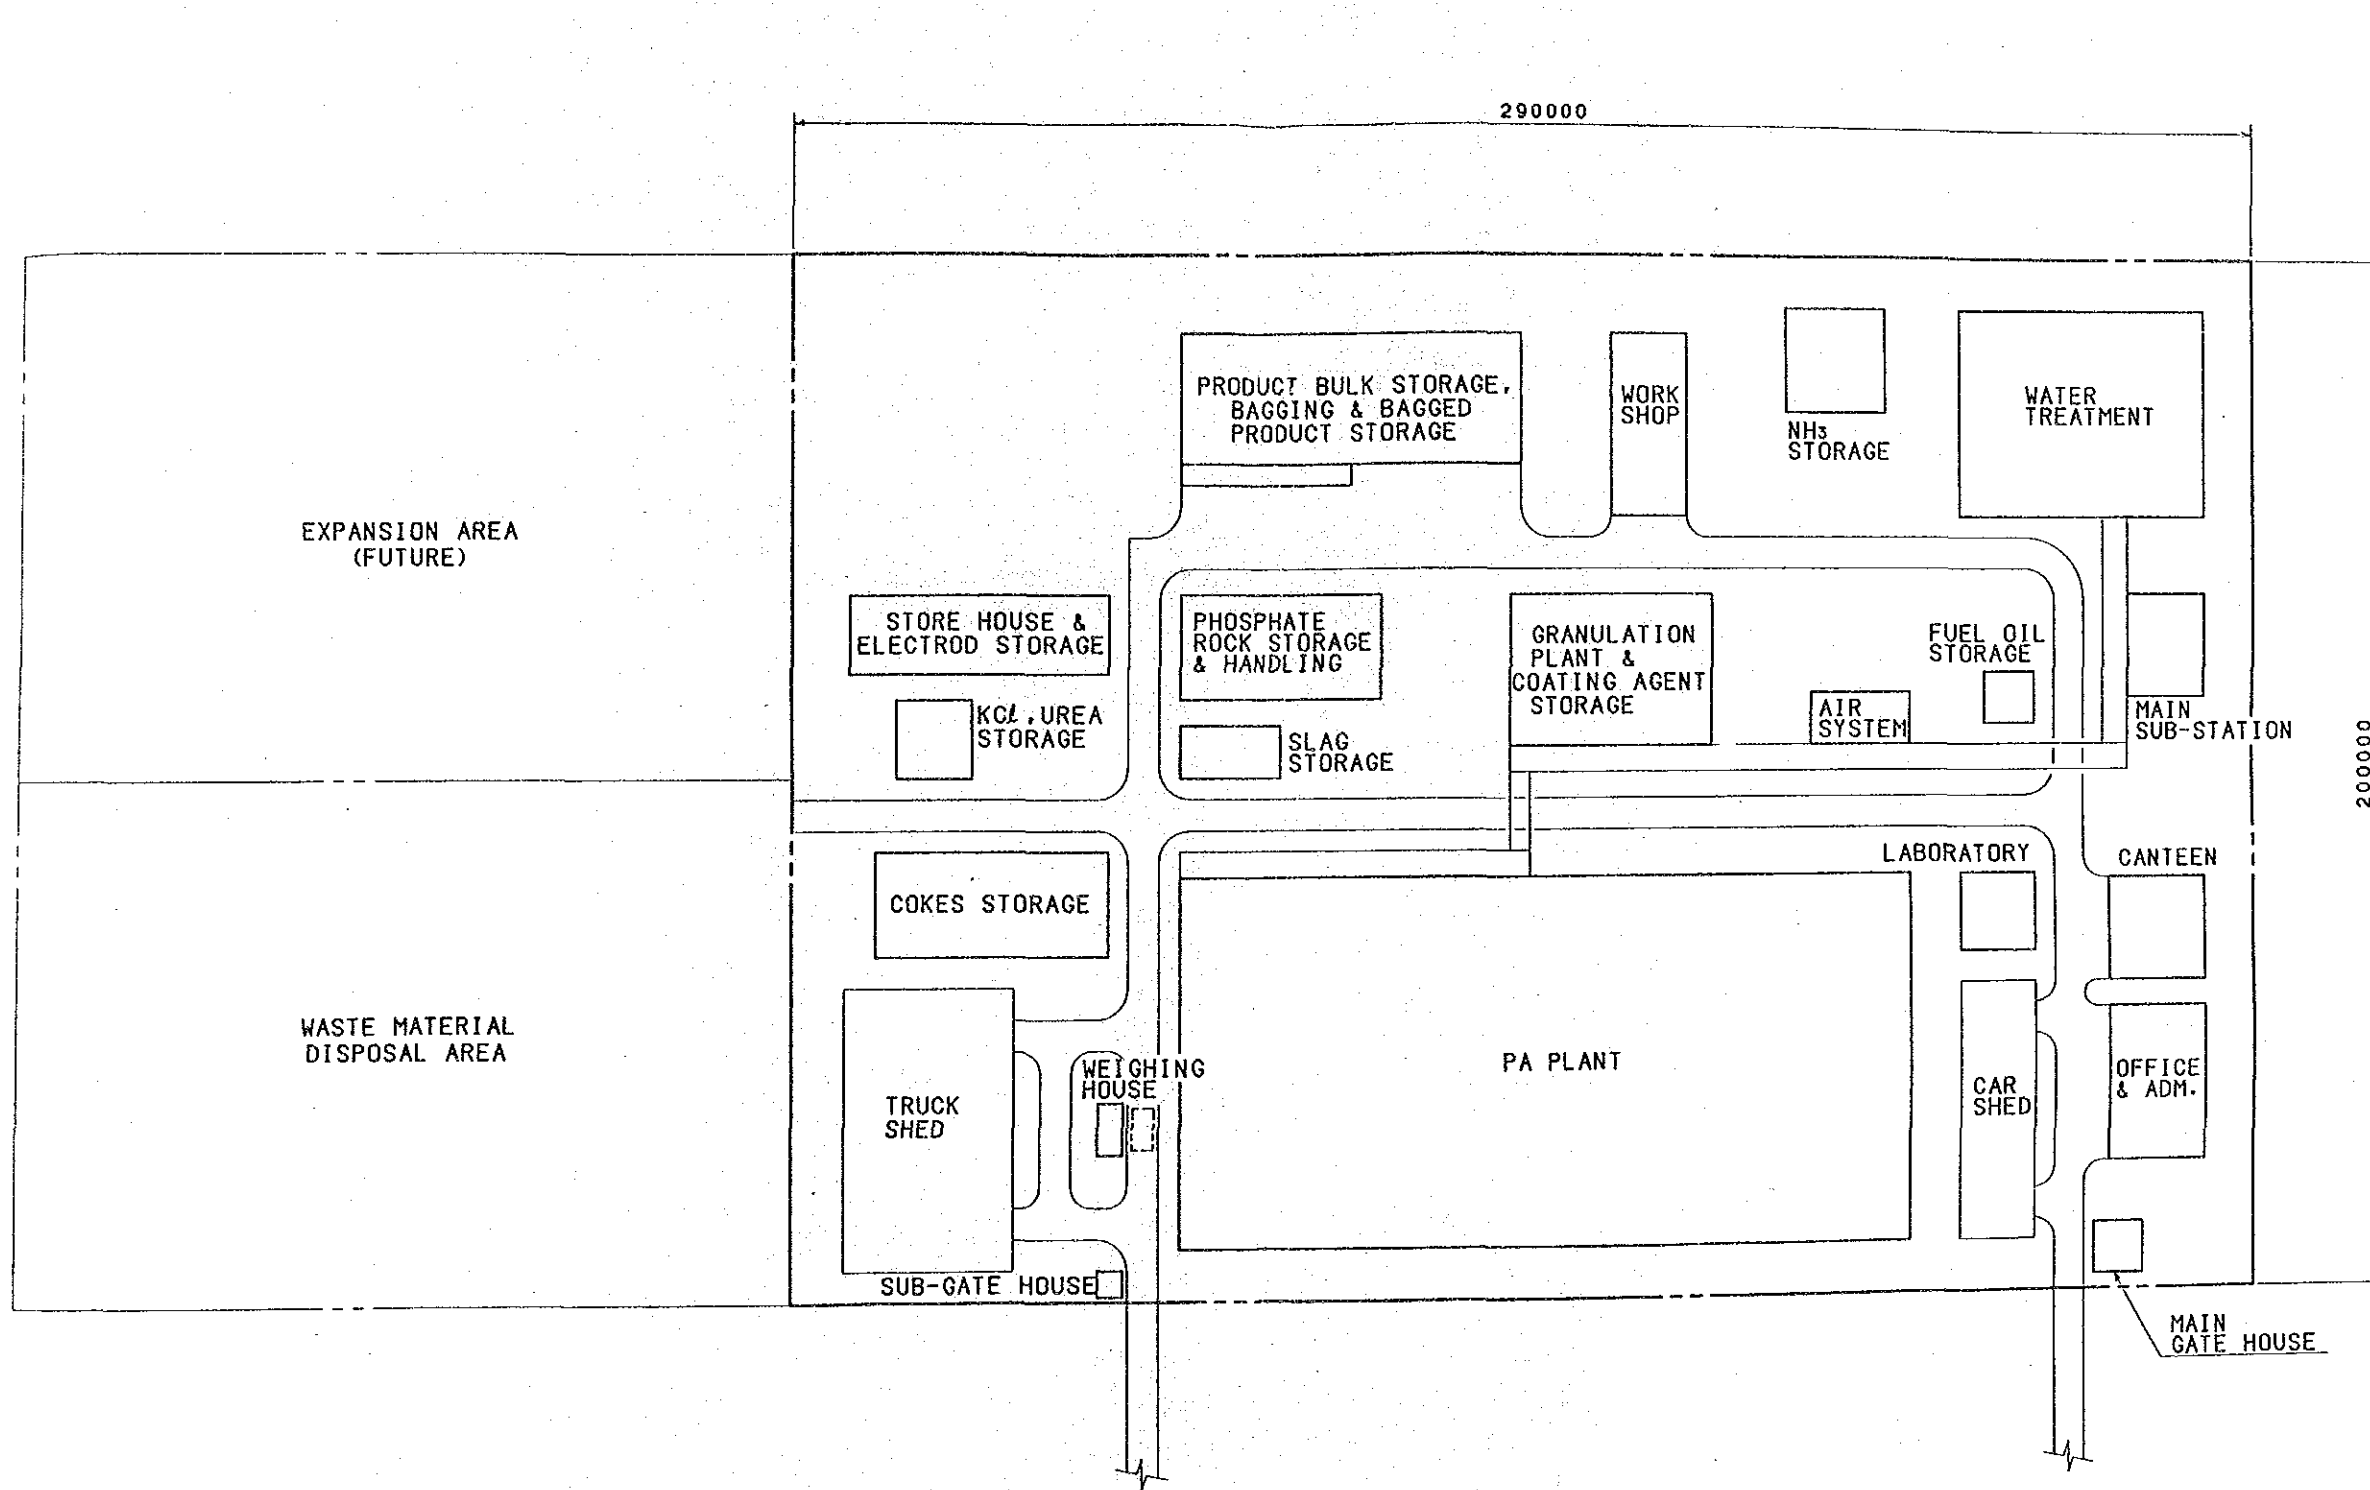 290000
PRODUCT BULK STORAGE,
BAGGING & BAGGED
PRODUCT STORAGE
WORK
SHOP
NH₃
STORAGE
WATER
TREATMENT
EXPANSION AREA
(FUTURE)
STORE HOUSE &
ELECTROD STORAGE
PHOSPHATE
ROCK STORAGE
& HANDLING
GRANULATION
PLANT &
COATING AGENT
STORAGE
FUEL OIL
STORAGE
KCℓ, UREA
STORAGE
SLAG
STORAGE
AIR
SYSTEM
MAIN
SUB-STATION
200000
LABORATORY
CANTEEN
COKES STORAGE
WASTE MATERIAL
DISPOSAL AREA
TRUCK
SHED
WEIGHING
HOUSE
PA PLANT
CAR
SHED
OFFICE
& ADM.
SUB-GATE HOUSE
MAIN
GATE HOUSE